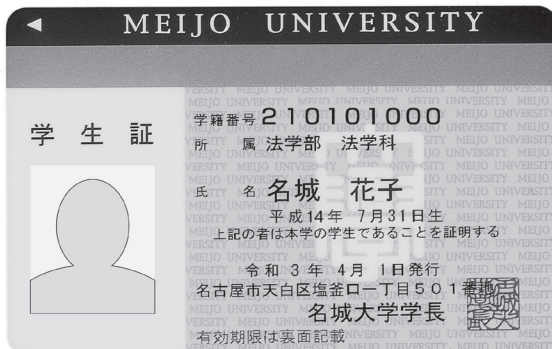 MEIJO UNIVERSITY
学生証
学籍番号 210101000
所属 法学部 法学科
氏名 名城 花子
平成14年 7月31日生
上記の者は本学の学生であることを証明する
令和 3年 4月 1日発行
名古屋市天白区塩釜口一丁目501番地
名城大学学長
有効期限は裏面記載